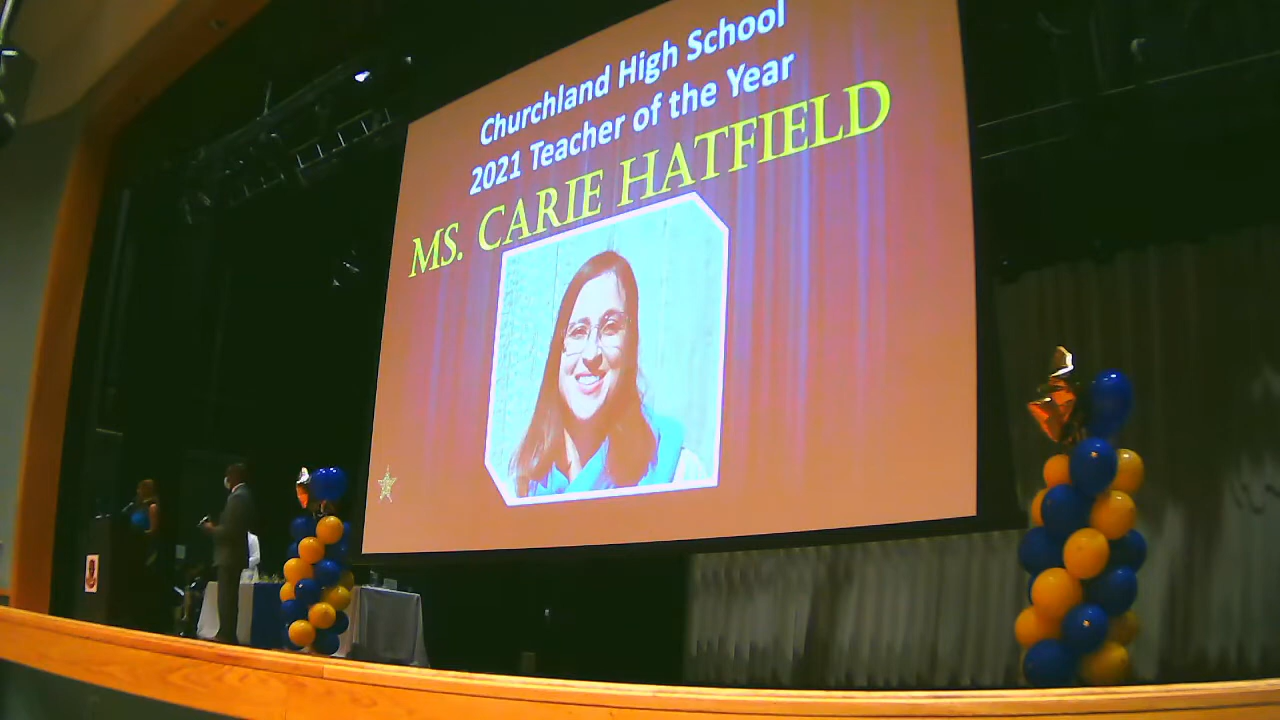 Churchland High School
2021 Teacher of the Year
MS. CARIE HATFIELD